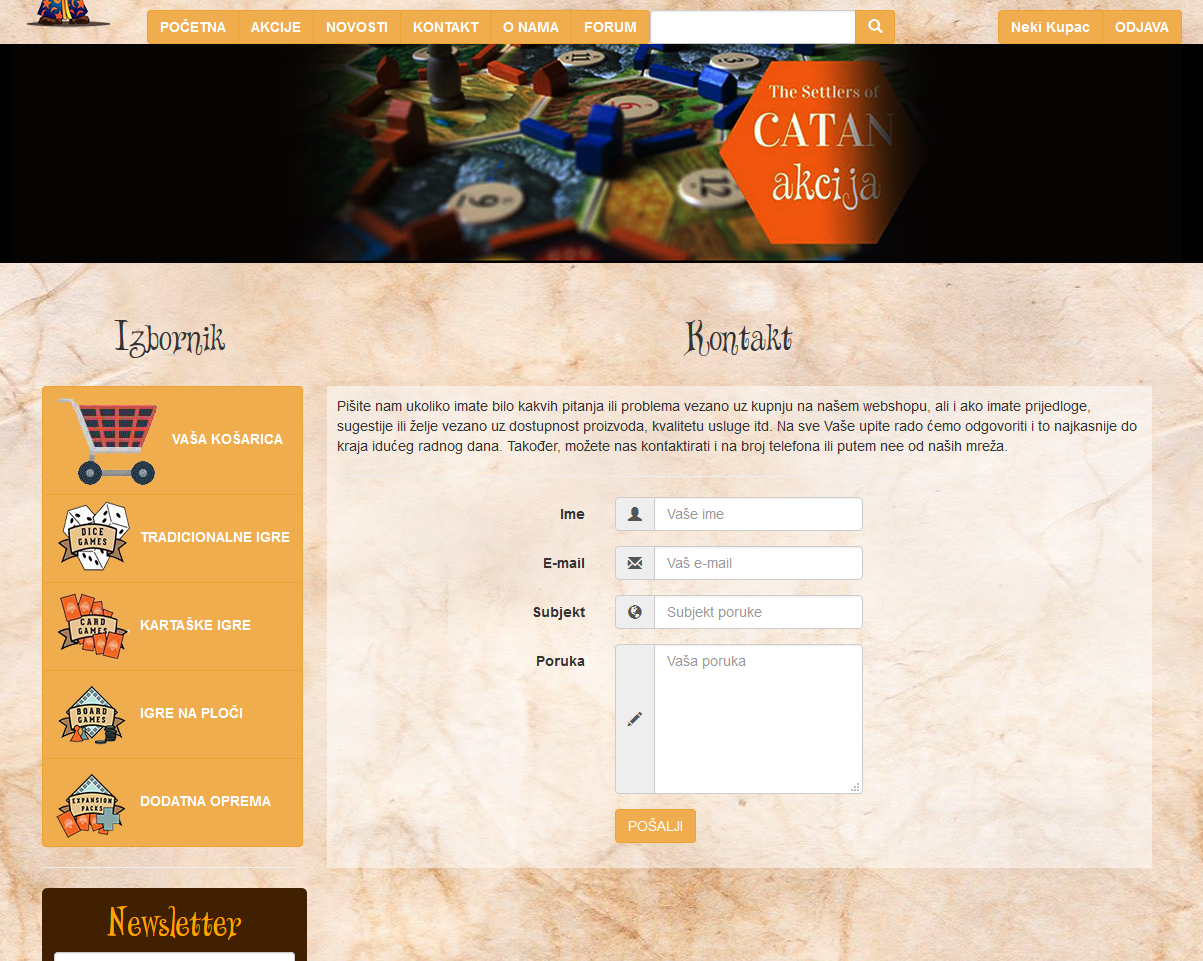 POČETNA AKCIJE NOVOSTI KONTAKT O NAMA FORUM Neki Kupac ODJAVA
The Settlers of
CATAN
akcija
11
3
6
12
9
Izbornik
Kontakt
VAŠA KOŠARICA
DICE
GAMES
TRADICIONALNE IGRE
CARD
GAMES
KARTAŠKE IGRE
BOARD
GAMES
IGRE NA PLOČI
EXPANSION
PACKS
DODATNA OPREMA
Pišite nam ukoliko imate bilo kakvih pitanja ili problema vezano uz kupnju na našem webshopu, ali i ako imate prijedloge,
sugestije ili želje vezano uz dostupnost proizvoda, kvalitetu usluge itd. Na sve Vaše upite rado ćemo odgovoriti i to najkasnije do
kraja idućeg radnog dana. Također, možete nas kontaktirati i na broj telefona ili putem nee od naših mreža.
Ime Vaše ime
E-mail Vaš e-mail
Subjekt Subjekt poruke
Poruka Vaša poruka
POŠALJI
Newsletter